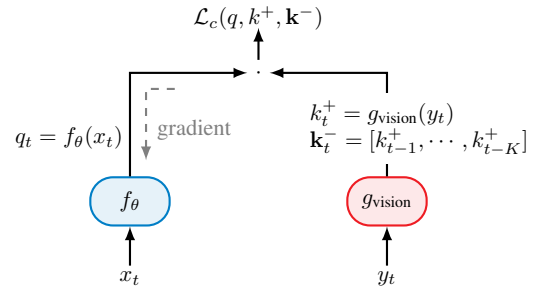 ℒ_c(q, k⁺, 𝐤⁻)
·
gradient
q_t = f_θ(x_t)
k_t⁺ = g_vision(y_t)
𝐤_t⁻ = [k_{t−1}⁺, ⋯ , k_{t−K}⁺]
f_θ
g_vision
x_t
y_t